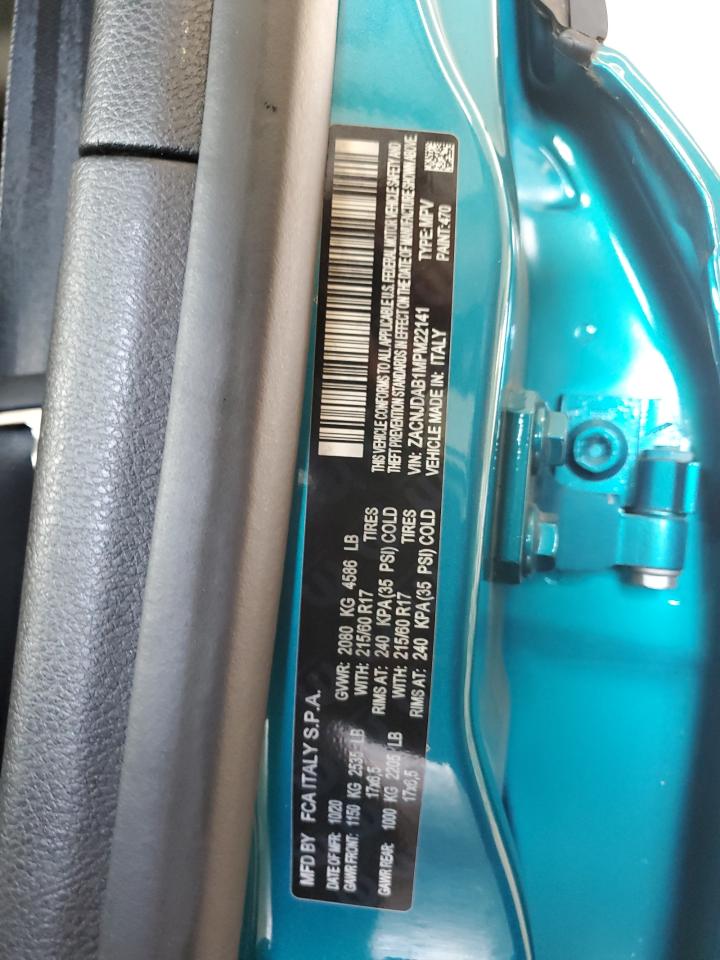 MFD BY FCA ITALY S.P.A.
DATE OF MFR: 10/20 GVWR: 2080 KG 4586 LB
GAWR FRONT: 1150 KG 2535 LB WITH: 215/60 R17 TIRES
17x6,5 RIMS AT: 240 KPA(35 PSI) COLD
GAWR REAR: 1000 KG 2205 LB WITH: 215/60 R17 TIRES
17x6,5 RIMS AT: 240 KPA(35 PSI) COLD
THIS VEHICLE CONFORMS TO ALL APPLICABLE U.S. FEDERAL MOTOR VEHICLE SAFETY AND
THEFT PREVENTION STANDARDS IN EFFECT ON THE DATE OF MANUFACTURE SHOWN ABOVE.
VIN: ZACNJDAB1MPM22141 TYPE: MPV
VEHICLE MADE IN: ITALY PAINT: 470